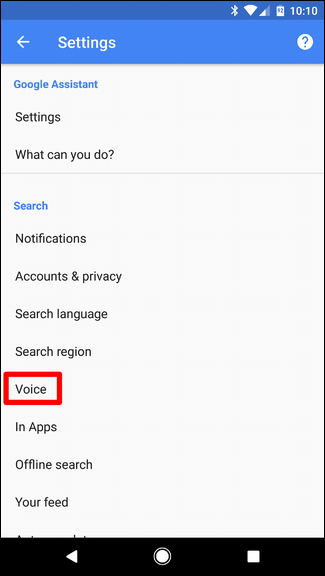 10:10
Settings
Google Assistant
Settings
What can you do?
Search
Notifications
Accounts & privacy
Search language
Search region
Voice
In Apps
Offline search
Your feed